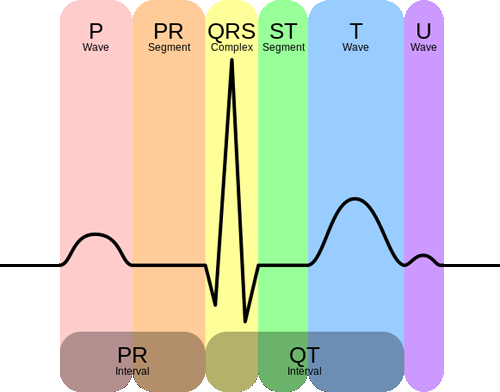 P PR QRS ST T U
Wave Segment Complex Segment Wave Wave
PR QT
Interval Interval